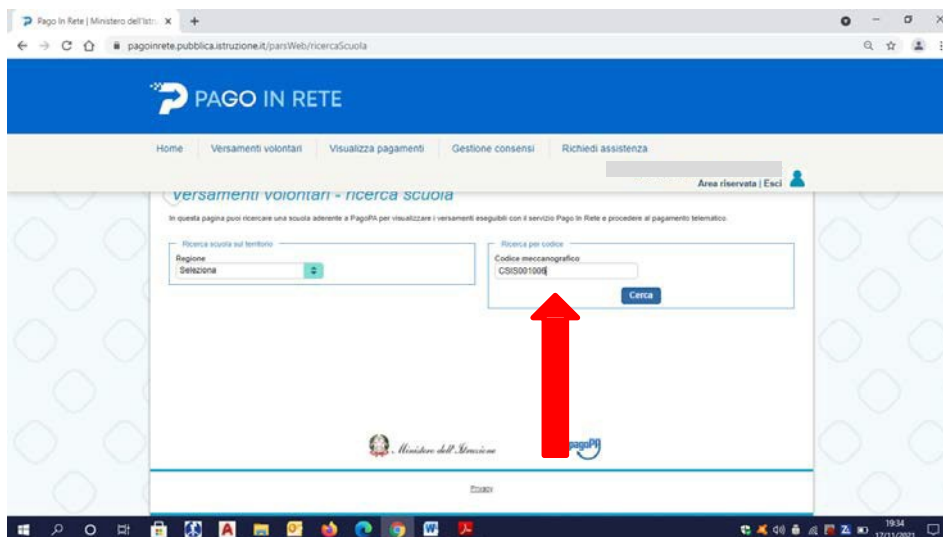 Pago In Rete | Ministero dell'Istr
pagoinrete.pubblica.istruzione.it/parsWeb/ricercaScuola
PAGO IN RETE
Home Versamenti volontari Visualizza pagamenti Gestione consensi Richiedi assistenza
Area riservata | Esci
Versamenti volontari - ricerca scuola
In questa pagina puoi ricercare una scuola aderente a PagoPA per visualizzare i versamenti eseguibili con il servizio Pago In Rete e procedere al pagamento telematico.
Ricerca scuola sul territorio
Regione
Seleziona
Ricerca per codice
Codice meccanografico
CSIS001006
Cerca
Ministero dell'Istruzione
pagoPA
Privacy
19:34
17/11/2021